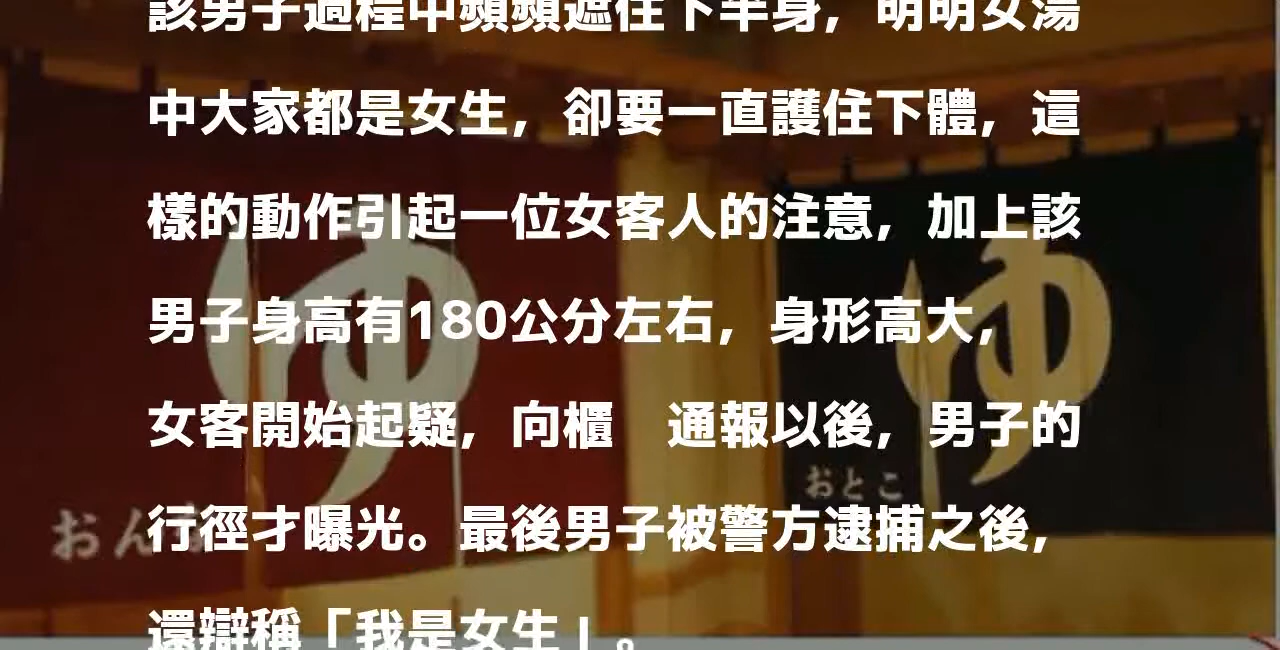 該男子過程中頻頻遮住下半身，明明女湯
中大家都是女生，卻要一直護住下體，這
樣的動作引起一位女客人的注意，加上該
男子身高有180公分左右，身形高大，
女客開始起疑，向櫃　通報以後，男子的
行徑才曝光。最後男子被警方逮捕之後，
還辯稱「我是女生」。
ゆ
ゆ
おとこ
おん